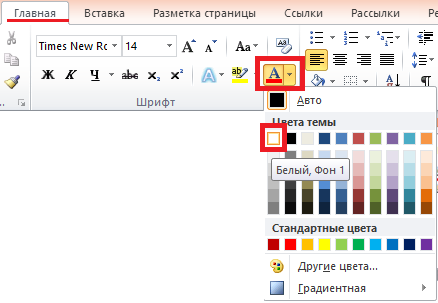 Главная Вставка Разметка страницы Ссылки Рассылки
Times New Ro 14 A A Aa
Ж К Ч abc x₂ x² A ab A
Шрифт
Авто
Цвета темы
Белый, Фон 1
Стандартные цвета
Другие цвета...
Градиентная